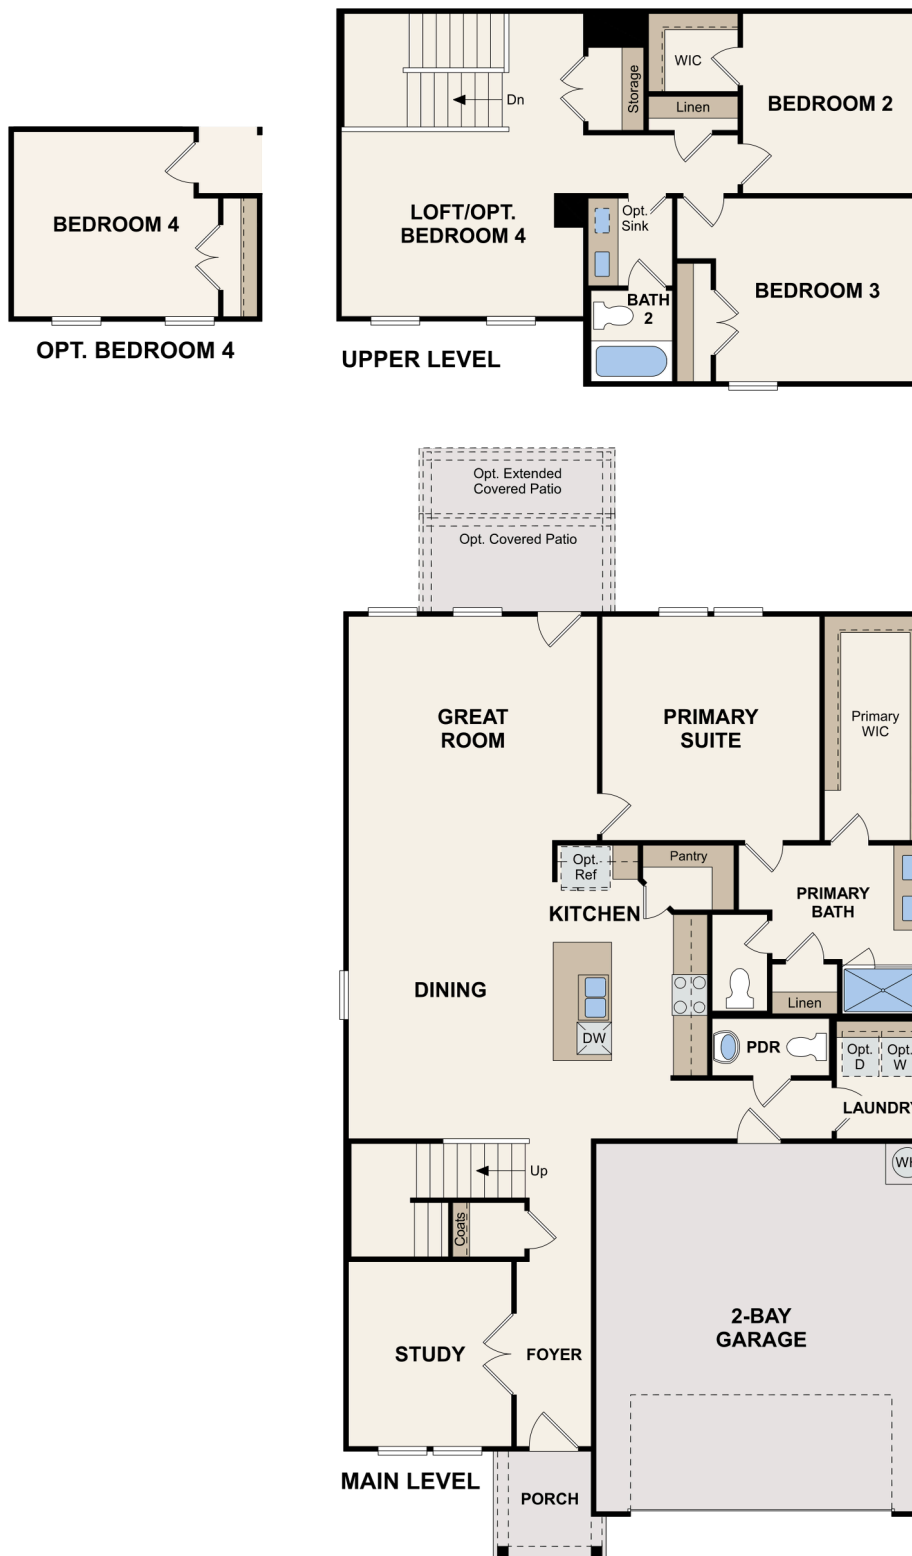 WIC
Storage
Dn
Linen
BEDROOM 2
BEDROOM 4
LOFT/OPT.
BEDROOM 4
Opt.
Sink
BATH
2
BEDROOM 3
OPT. BEDROOM 4
UPPER LEVEL
Opt. Extended
Covered Patio
Opt. Covered Patio
GREAT
ROOM
PRIMARY
SUITE
Primary
WIC
Opt.
Ref
Pantry
KITCHEN
PRIMARY
BATH
DINING
Linen
DW
PDR
Opt.
D
Opt.
W
LAUNDRY
Up
WH
Coats
2-BAY
GARAGE
STUDY
FOYER
MAIN LEVEL
PORCH